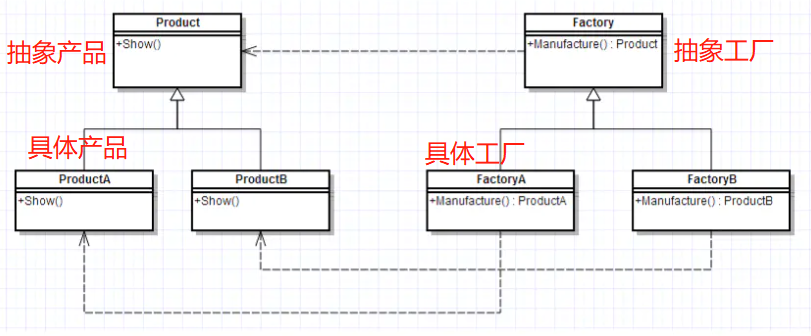 Product
Factory
抽象产品
+Show()
+Manufacture() : Product
抽象工厂
具体产品
具体工厂
ProductA
ProductB
FactoryA
FactoryB
+Show()
+Show()
+Manufacture() : ProductA
+Manufacture() : ProductB